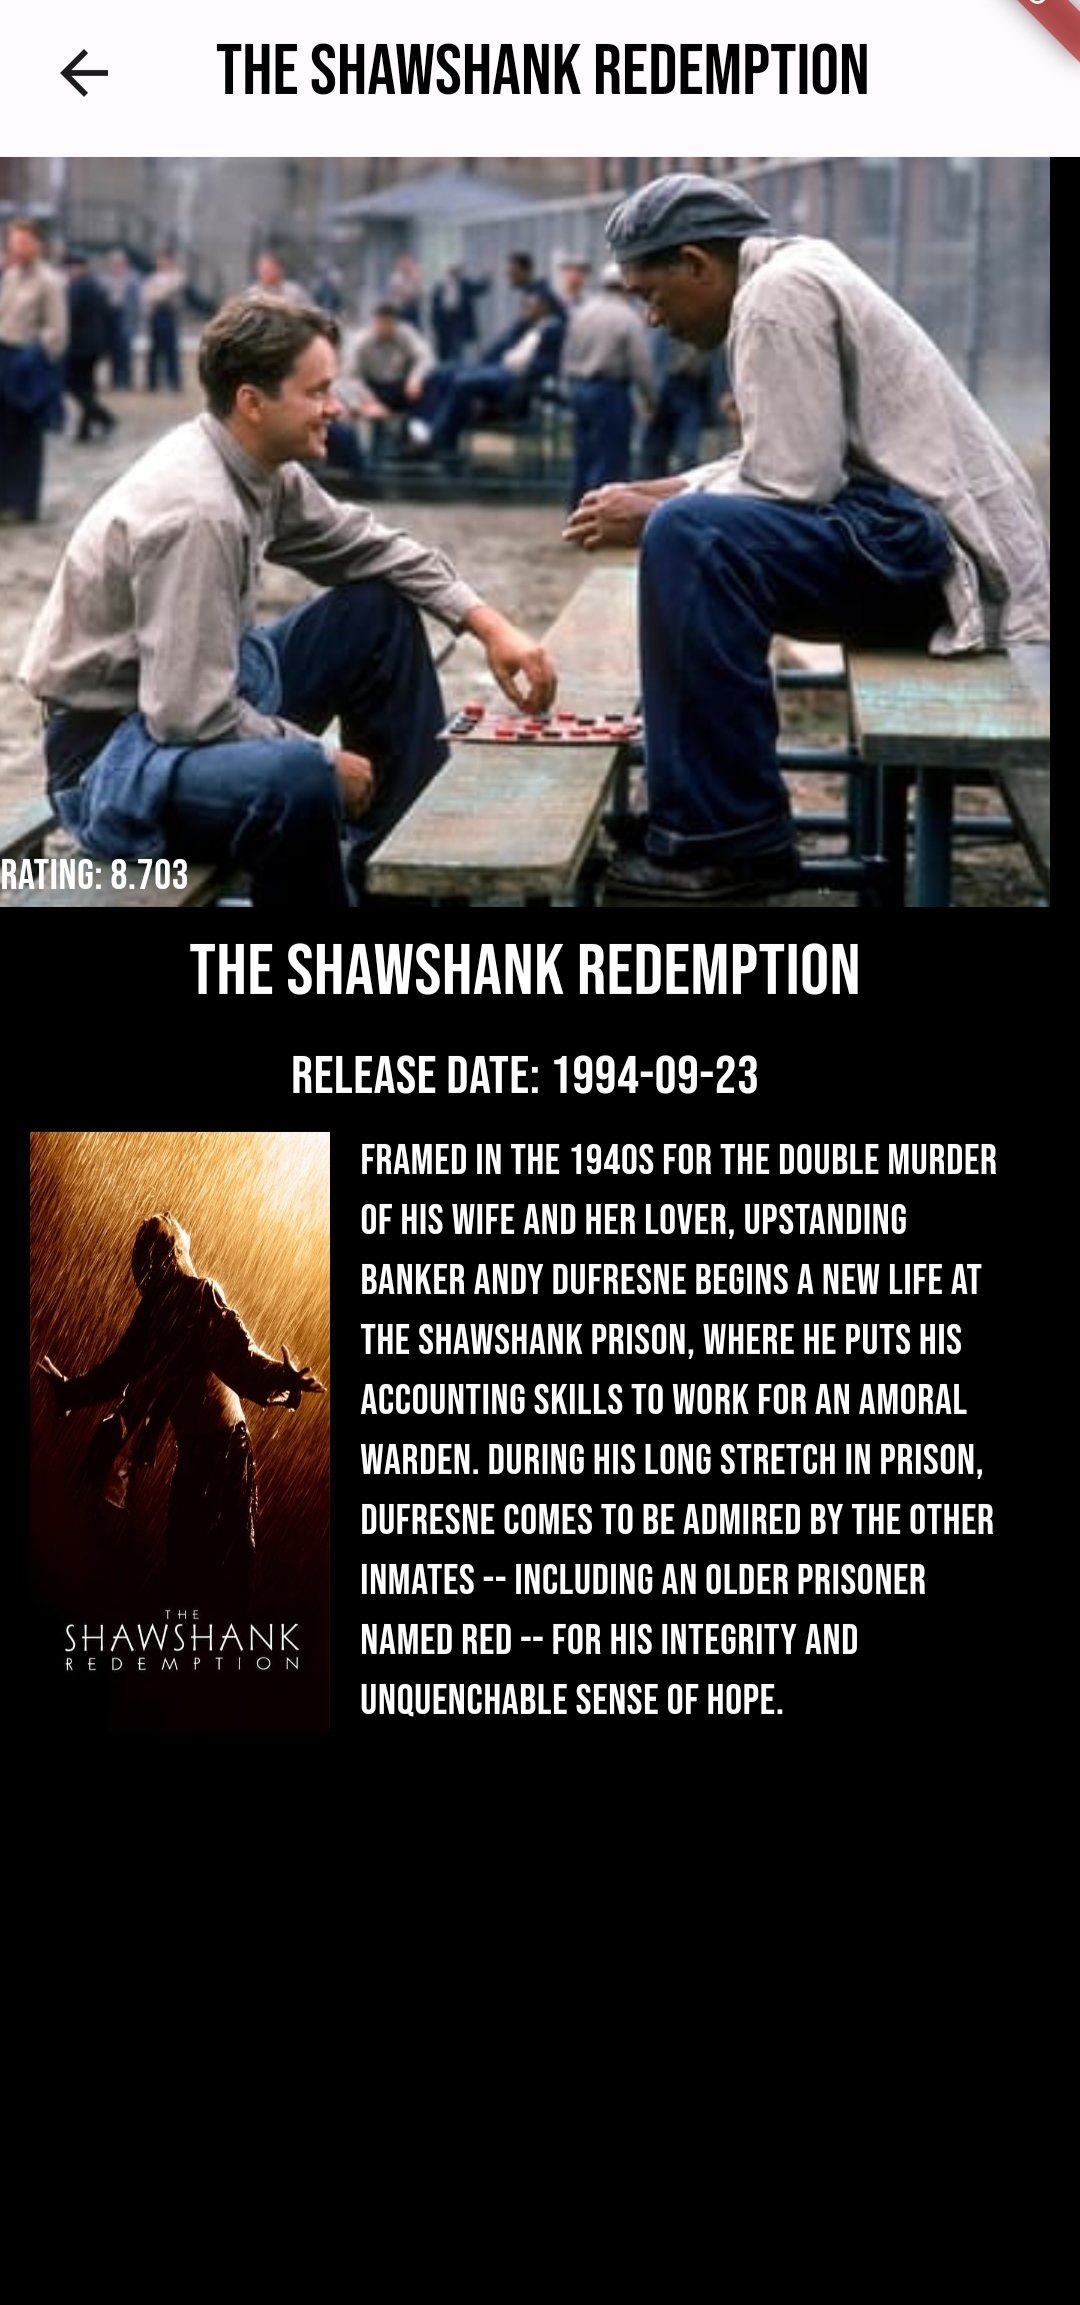 THE SHAWSHANK REDEMPTION
RATING: 8.703
THE SHAWSHANK REDEMPTION
RELEASE DATE: 1994-09-23
THE
SHAWSHANK
REDEMPTION
FRAMED IN THE 1940S FOR THE DOUBLE MURDER
OF HIS WIFE AND HER LOVER, UPSTANDING
BANKER ANDY DUFRESNE BEGINS A NEW LIFE AT
THE SHAWSHANK PRISON, WHERE HE PUTS HIS
ACCOUNTING SKILLS TO WORK FOR AN AMORAL
WARDEN. DURING HIS LONG STRETCH IN PRISON,
DUFRESNE COMES TO BE ADMIRED BY THE OTHER
INMATES -- INCLUDING AN OLDER PRISONER
NAMED RED -- FOR HIS INTEGRITY AND
UNQUENCHABLE SENSE OF HOPE.